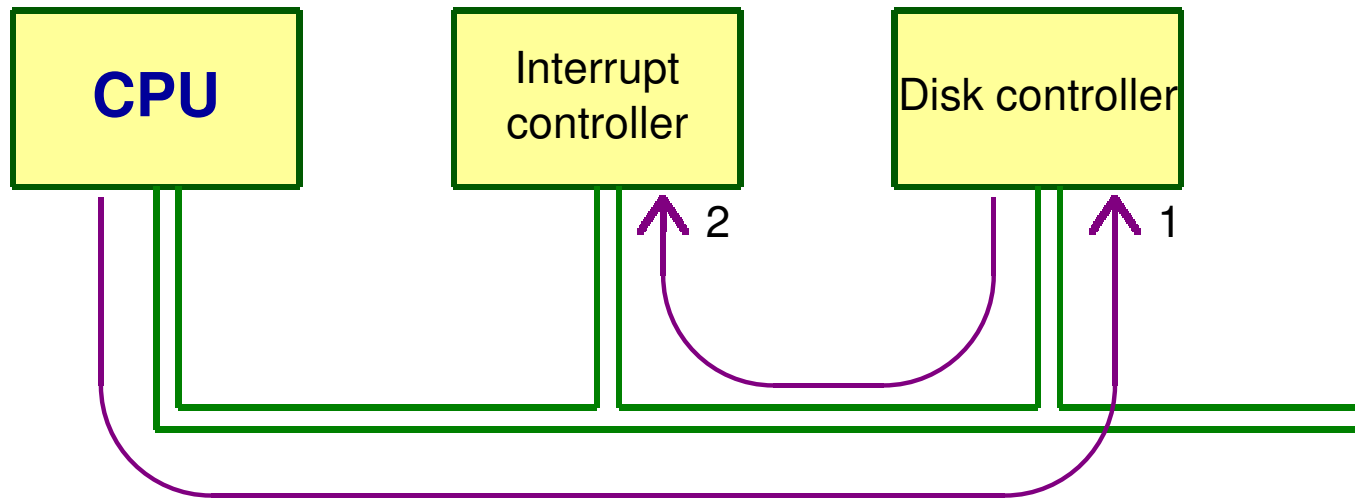 CPU
Interrupt
controller
Disk controller
2
1